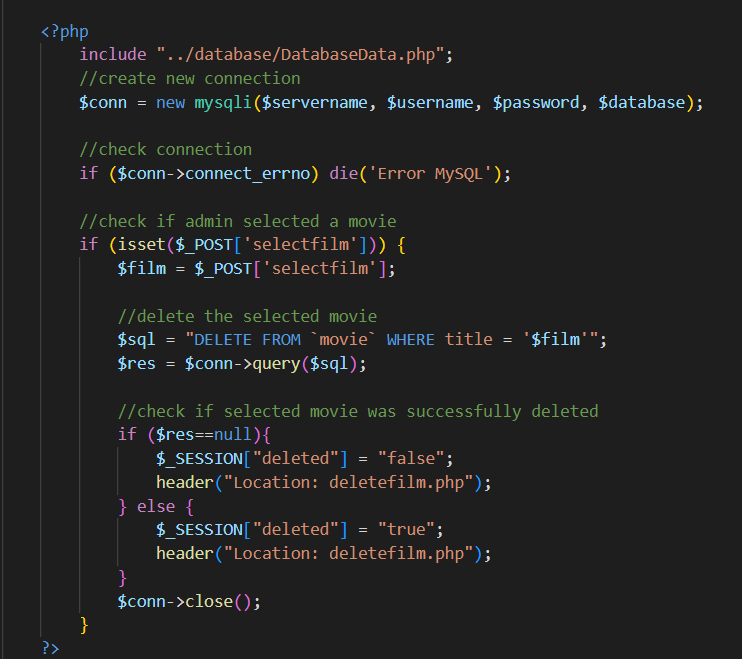 <?php
include "../database/DatabaseData.php";
//create new connection
$conn = new mysqli($servername, $username, $password, $database);
//check connection
if ($conn->connect_errno) die('Error MySQL');
//check if admin selected a movie
if (isset($_POST['selectfilm'])) {
$film = $_POST['selectfilm'];
//delete the selected movie
$sql = "DELETE FROM `movie` WHERE title = '$film'";
$res = $conn->query($sql);
//check if selected movie was successfully deleted
if ($res==null){
$_SESSION["deleted"] = "false";
header("Location: deletefilm.php");
} else {
$_SESSION["deleted"] = "true";
header("Location: deletefilm.php");
}
$conn->close();
}
?>